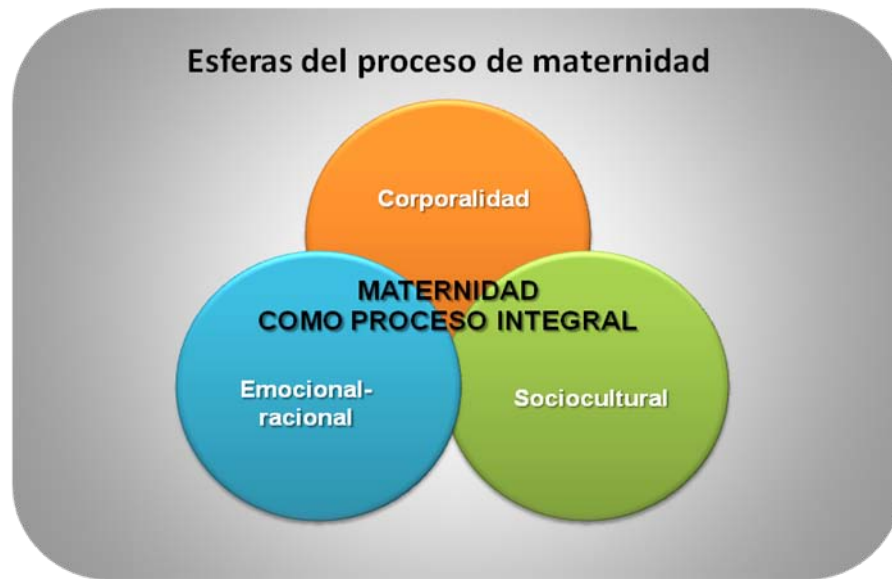 Esferas del proceso de maternidad
Corporalidad
MATERNIDAD
COMO PROCESO INTEGRAL
Emocional-
racional
Sociocultural